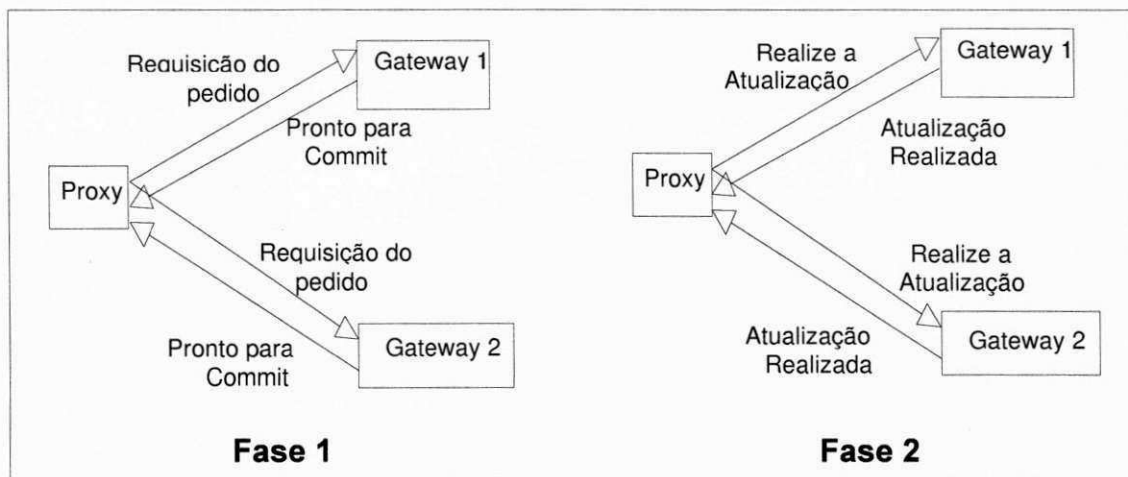 Requisição do
pedido
Gateway 1
Pronto para
Commit
Proxy
Requisição do
pedido
Pronto para
Commit
Gateway 2
Fase 1
Realize a
Atualização
Gateway 1
Atualização
Realizada
Proxy
Realize a
Atualização
Atualização
Realizada
Gateway 2
Fase 2